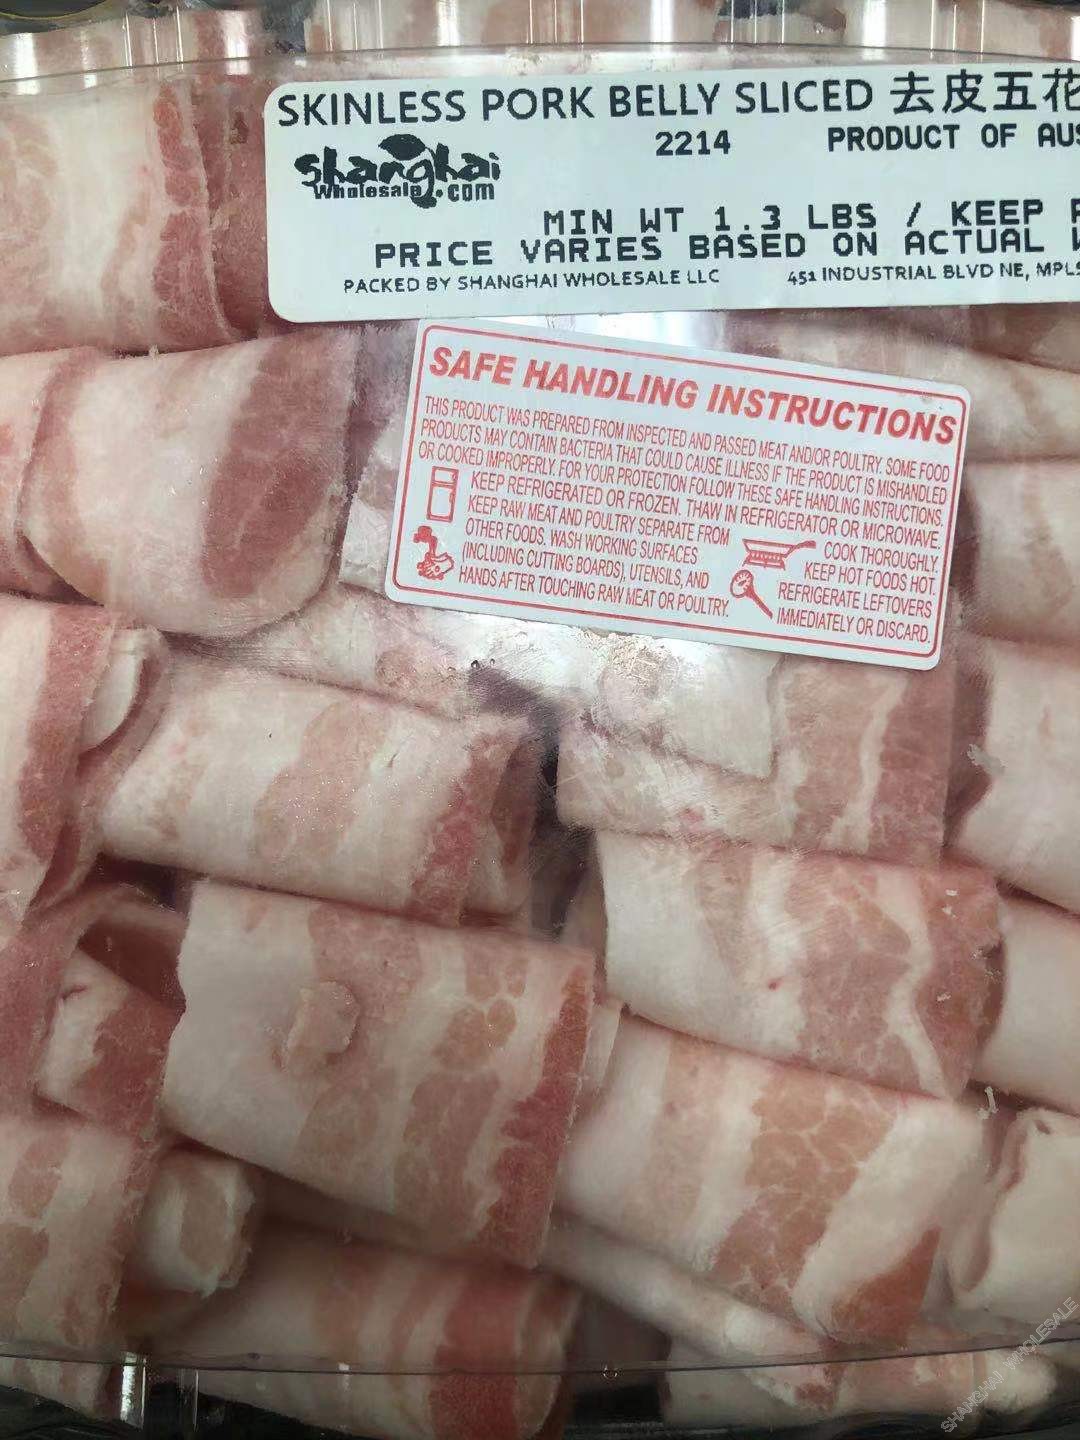 SKINLESS PORK BELLY SLICED 去皮五花
2214 PRODUCT OF
Shanghai
Wholesale.com
MIN WT 1.3 LBS / KEEP
PRICE VARIES BASED ON ACTUAL
PACKED BY SHANGHAI WHOLESALE LLC 451 INDUSTRIAL BLVD NE, MPLS
SAFE HANDLING INSTRUCTIONS
THIS PRODUCT WAS PREPARED FROM INSPECTED AND PASSED MEAT AND/OR POULTRY. SOME FOOD
PRODUCTS MAY CONTAIN BACTERIA THAT COULD CAUSE ILLNESS IF THE PRODUCT IS MISHANDLED
OR COOKED IMPROPERLY. FOR YOUR PROTECTION FOLLOW THESE SAFE HANDLING INSTRUCTIONS.
KEEP REFRIGERATED OR FROZEN. THAW IN REFRIGERATOR OR MICROWAVE.
KEEP RAW MEAT AND POULTRY SEPARATE FROM
OTHER FOODS. WASH WORKING SURFACES
(INCLUDING CUTTING BOARDS), UTENSILS, AND
HANDS AFTER TOUCHING RAW MEAT OR POULTRY.
COOK THOROUGHLY.
KEEP HOT FOODS HOT.
REFRIGERATE LEFTOVERS
IMMEDIATELY OR DISCARD.
SHANGHAI WHOLESALE